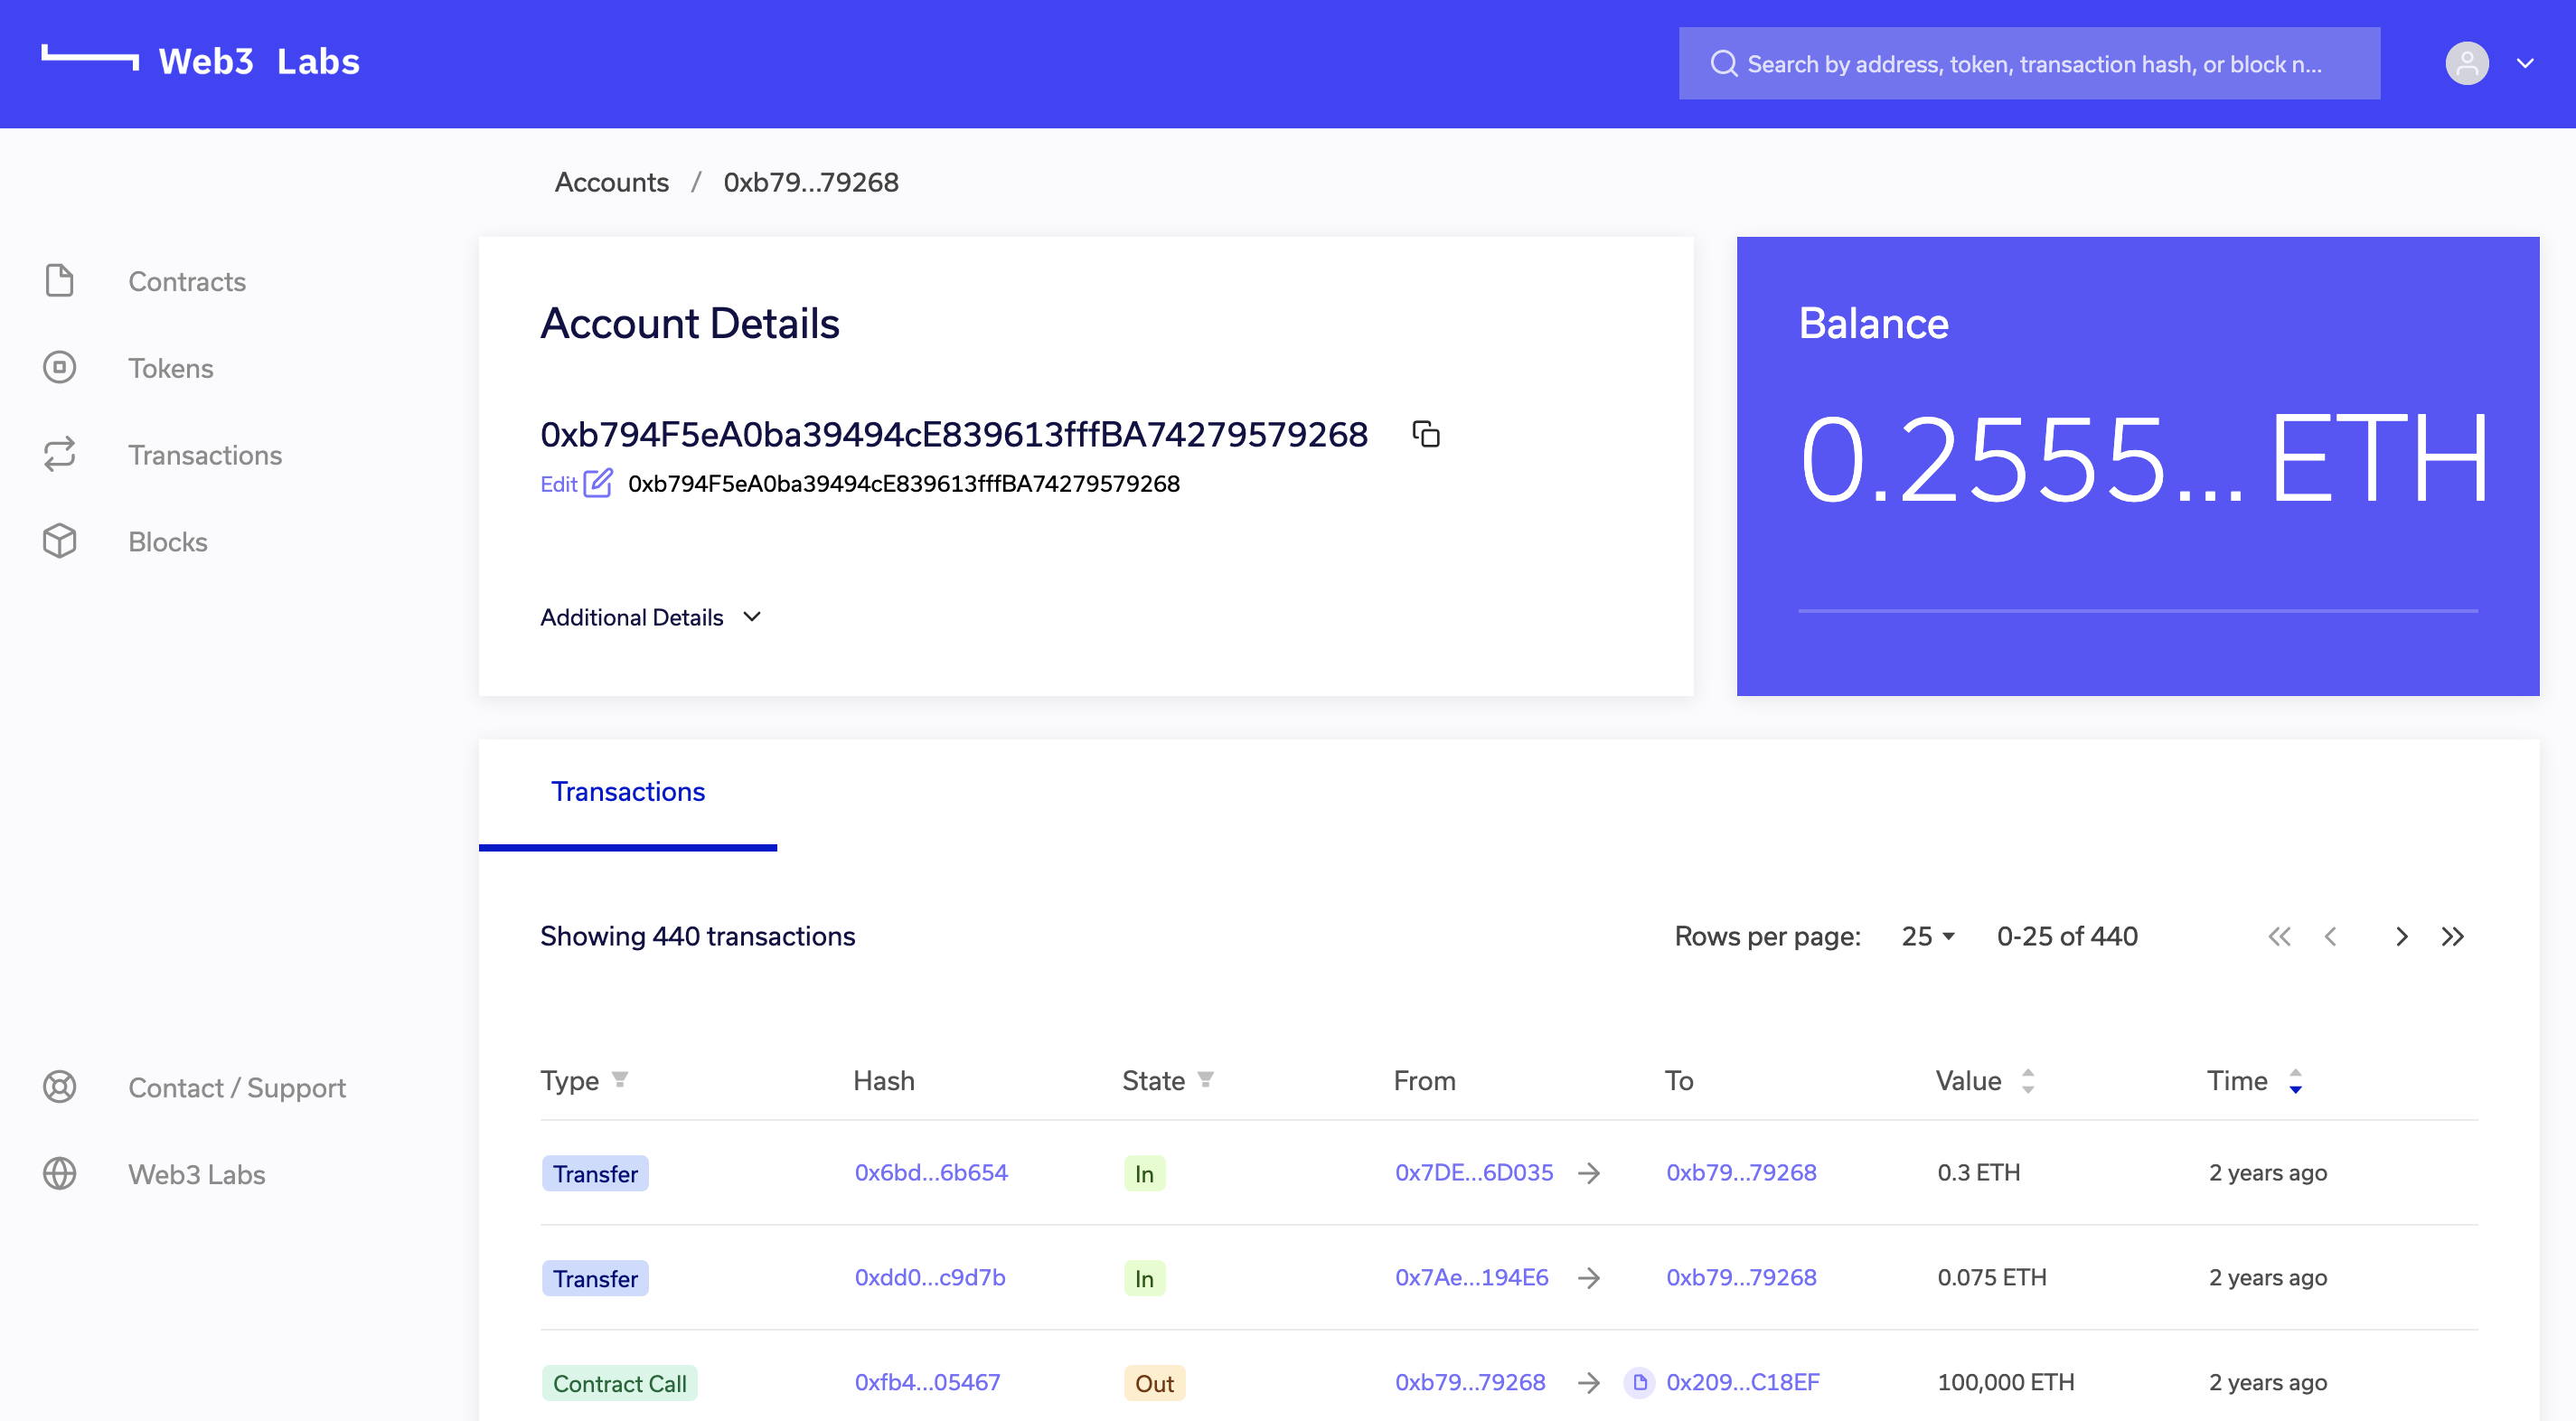 Web3 Labs
Search by address, token, transaction hash, or block n...
Accounts / 0xb79...79268
Contracts
Tokens
Transactions
Blocks
Contact / Support
Web3 Labs
Account Details
0xb794F5eA0ba39494cE839613fffBA74279579268
Edit 0xb794F5eA0ba39494cE839613fffBA74279579268
Additional Details
Balance
0.2555... ETH
Transactions
Showing 440 transactions
Rows per page: 25 0-25 of 440
Type Hash State From To Value Time
Transfer 0x6bd...6b654 In 0x7DE...6D035 0xb79...79268 0.3 ETH 2 years ago
Transfer 0xdd0...c9d7b In 0x7Ae...194E6 0xb79...79268 0.075 ETH 2 years ago
Contract Call 0xfb4...05467 Out 0xb79...79268 0x209...C18EF 100,000 ETH 2 years ago